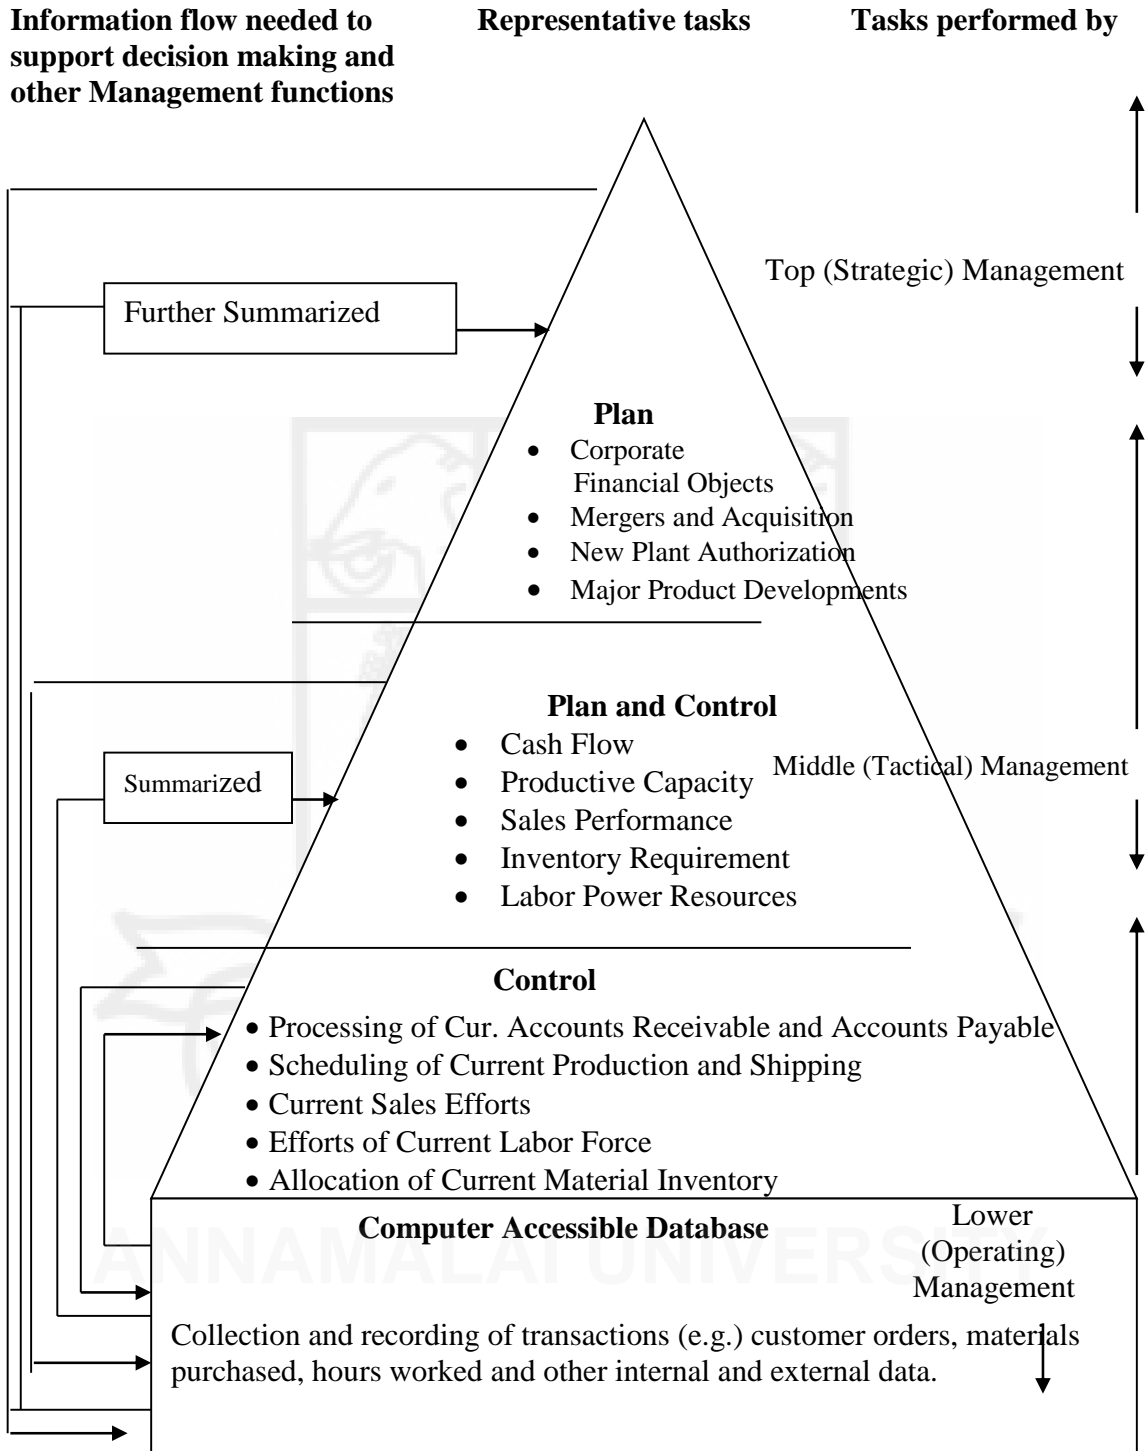 Information flow needed to
support decision making and
other Management functions
Representative tasks
Tasks performed by
Top (Strategic) Management
Further Summarized
Plan
• Corporate
Financial Objects
• Mergers and Acquisition
• New Plant Authorization
• Major Product Developments
Plan and Control
• Cash Flow
• Productive Capacity
• Sales Performance
• Inventory Requirement
• Labor Power Resources
Middle (Tactical) Management
Summarized
Control
• Processing of Cur. Accounts Receivable and Accounts Payable
• Scheduling of Current Production and Shipping
• Current Sales Efforts
• Efforts of Current Labor Force
• Allocation of Current Material Inventory
Computer Accessible Database
Lower
(Operating)
Management
ANNAMALAI UNIVERSITY
Collection and recording of transactions (e.g.) customer orders, materials
purchased, hours worked and other internal and external data.